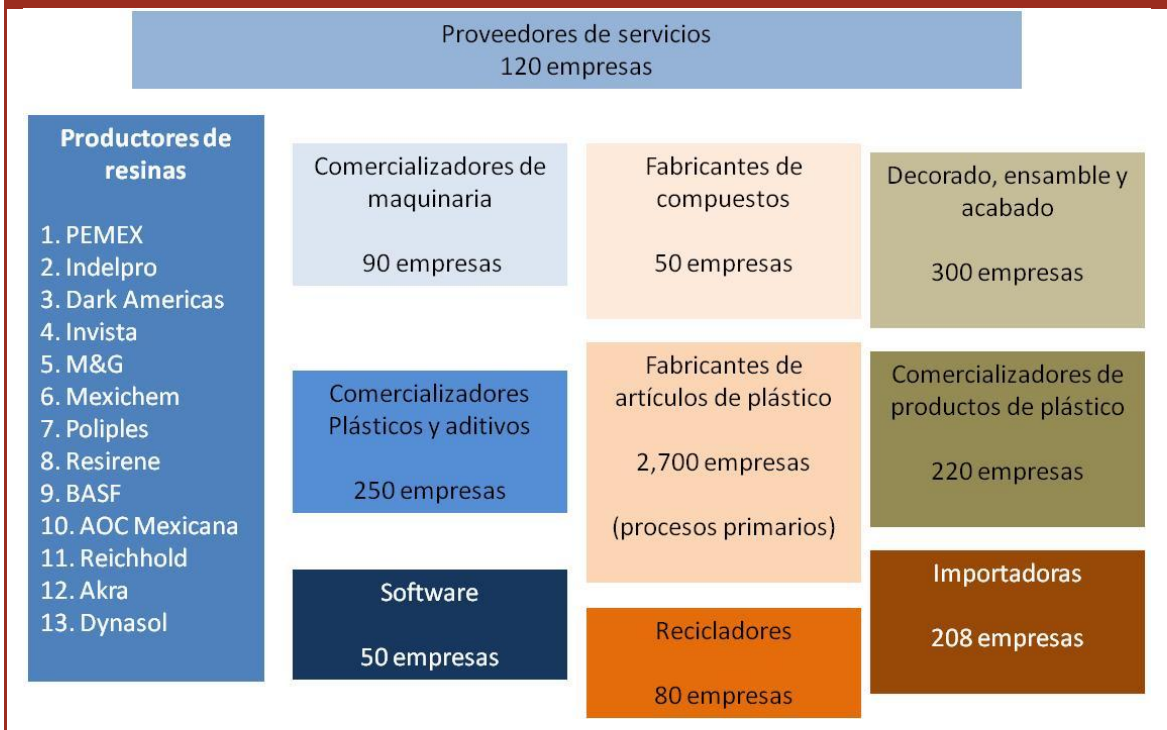 Proveedores de servicios
120 empresas
Productores de
resinas
1. PEMEX
2. Indelpro
3. Dark Americas
4. Invista
5. M&G
6. Mexichem
7. Poliples
8. Resirene
9. BASF
10. AOC Mexicana
11. Reichhold
12. Akra
13. Dynasol
Comercializadores de
maquinaria
90 empresas
Comercializadores
Plásticos y aditivos
250 empresas
Software
50 empresas
Fabricantes de
compuestos
50 empresas
Fabricantes de
artículos de plástico
2,700 empresas
(procesos primarios)
Recicladores
80 empresas
Decorado, ensamble y
acabado
300 empresas
Comercializadores de
productos de plástico
220 empresas
Importadoras
208 empresas